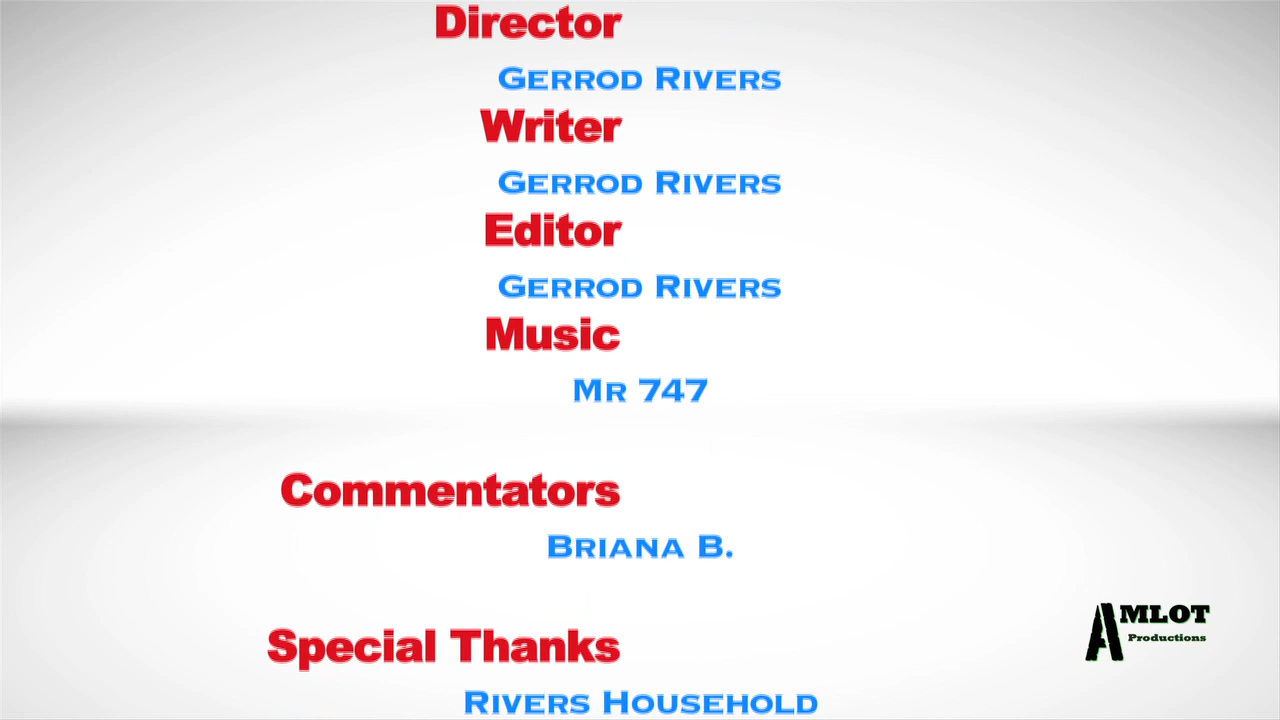 Director
Gerrod Rivers
Writer
Gerrod Rivers
Editor
Gerrod Rivers
Music
Mr 747
Commentators
Briana B.
Special Thanks
Rivers Household
AMLOT
Productions